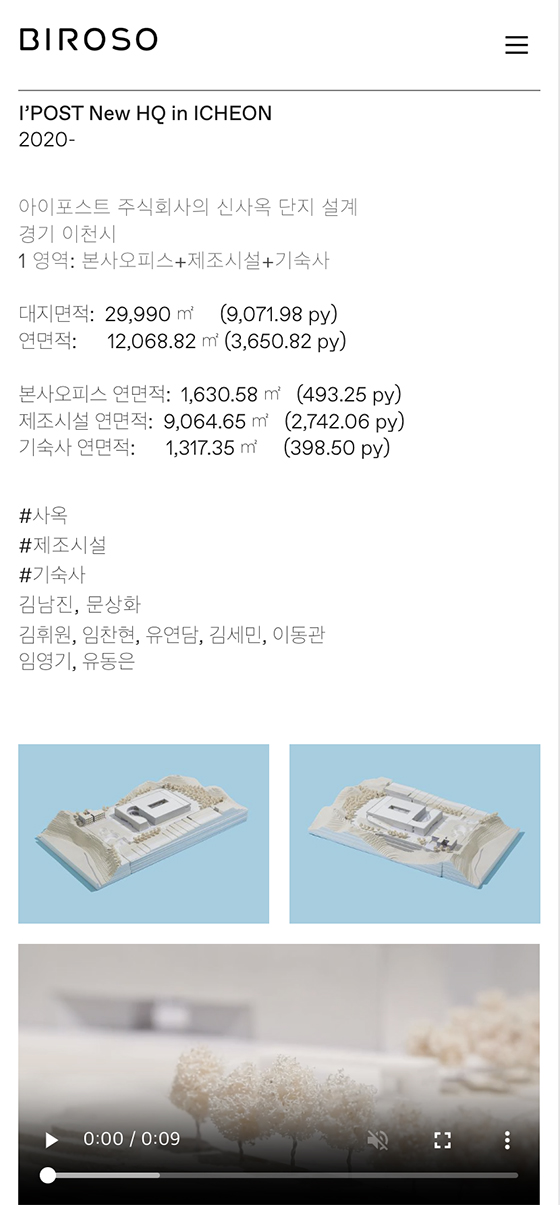 BIROSO
I’POST New HQ in ICHEON
2020-
아이포스트 주식회사의 신사옥 단지 설계
경기 이천시
1 영역: 본사오피스+제조시설+기숙사
대지면적: 29,990 ㎡ (9,071.98 py)
연면적: 12,068.82 ㎡ (3,650.82 py)
본사오피스 연면적: 1,630.58 ㎡ (493.25 py)
제조시설 연면적: 9,064.65 ㎡ (2,742.06 py)
기숙사 연면적: 1,317.35 ㎡ (398.50 py)
#사옥
#제조시설
#기숙사
김남진, 문상화
김휘원, 임찬현, 유연담, 김세민, 이동관
임영기, 유동은
0:00 / 0:09